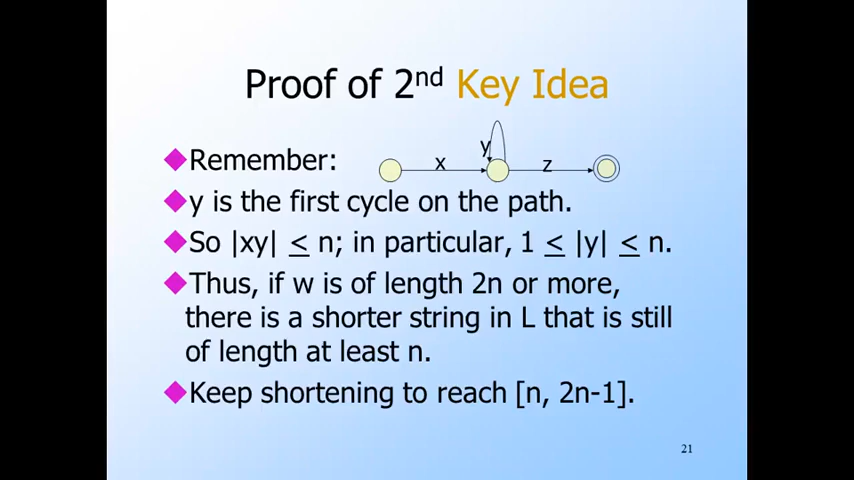 Proof of 2nd Key Idea
Remember:
x
y
z
y is the first cycle on the path.
So |xy| < n; in particular, 1 < |y| < n.
Thus, if w is of length 2n or more,
there is a shorter string in L that is still
of length at least n.
Keep shortening to reach [n, 2n-1].
21